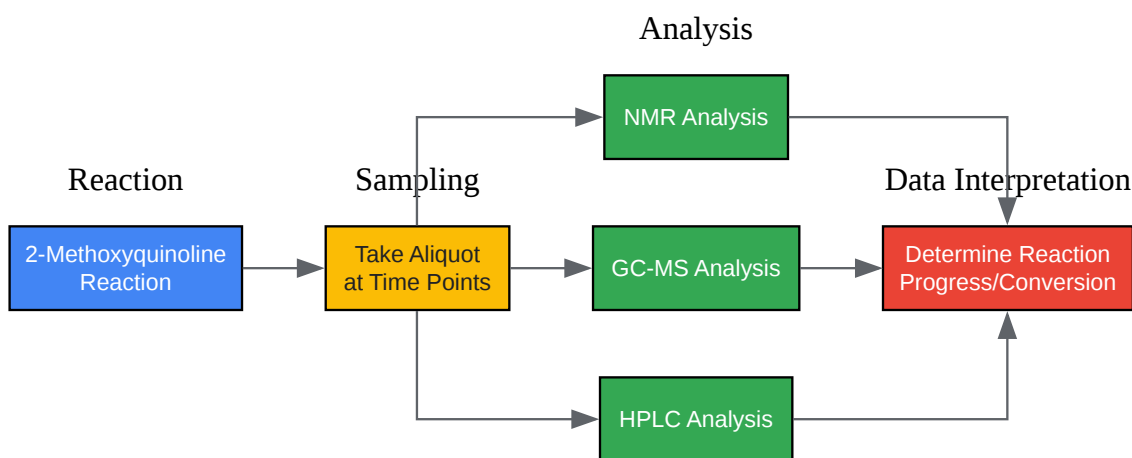 Analysis
NMR Analysis
Reaction
Sampling
Data Interpretation
2-Methoxyquinoline
Reaction
Take Aliquot
at Time Points
GC-MS Analysis
Determine Reaction
Progress/Conversion
HPLC Analysis